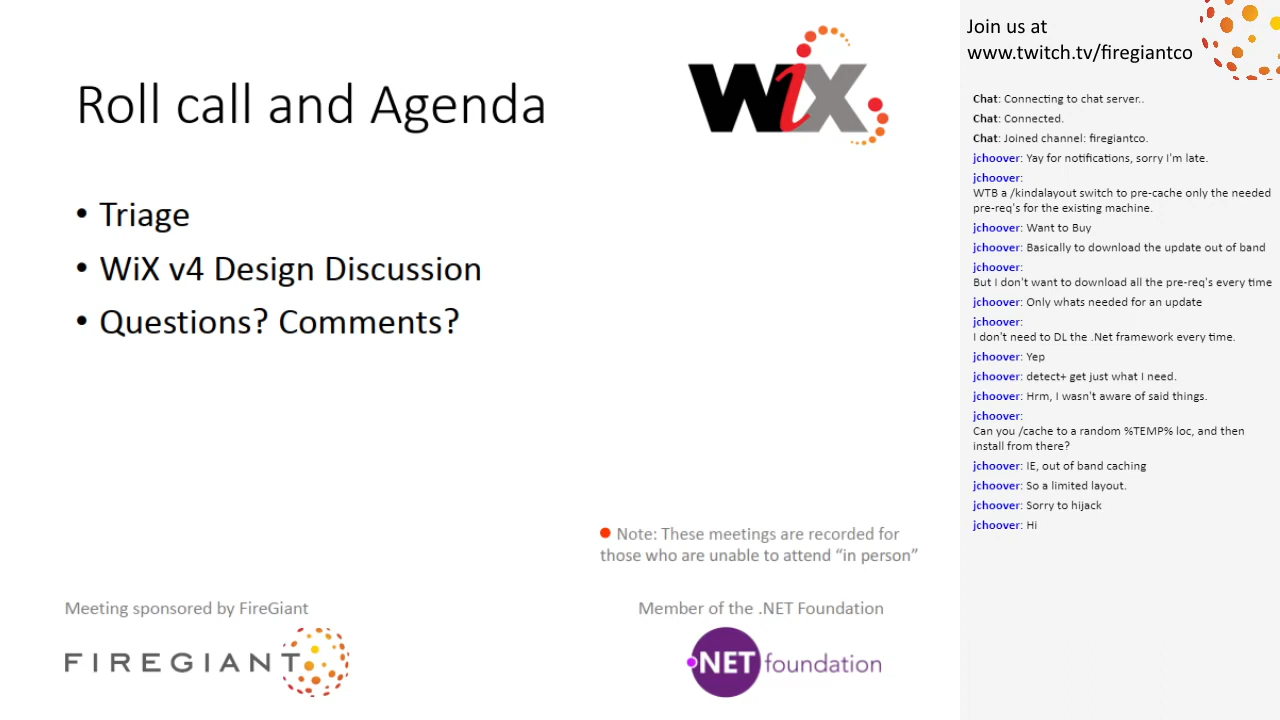 Roll call and Agenda
WiX
• Triage
• WiX v4 Design Discussion
• Questions? Comments?
Note: These meetings are recorded for
those who are unable to attend “in person”
Meeting sponsored by FireGiant
FIREGIANT
Member of the .NET Foundation
.NET foundation
Join us at
www.twitch.tv/firegiantco
Chat: Connecting to chat server..
Chat: Connected.
Chat: Joined channel: firegiantco.
jchoover: Yay for notifications, sorry I'm late.
jchoover:
WTB a /kindalayout switch to pre-cache only the needed
pre-req's for the existing machine.
jchoover: Want to Buy
jchoover: Basically to download the update out of band
jchoover:
But I don't want to download all the pre-req's every time
jchoover: Only whats needed for an update
jchoover:
I don't need to DL the .Net framework every time.
jchoover: Yep
jchoover: detect+ get just what I need.
jchoover: Hrm, I wasn't aware of said things.
jchoover:
Can you /cache to a random %TEMP% loc, and then
install from there?
jchoover: IE, out of band caching
jchoover: So a limited layout.
jchoover: Sorry to hijack
jchoover: Hi